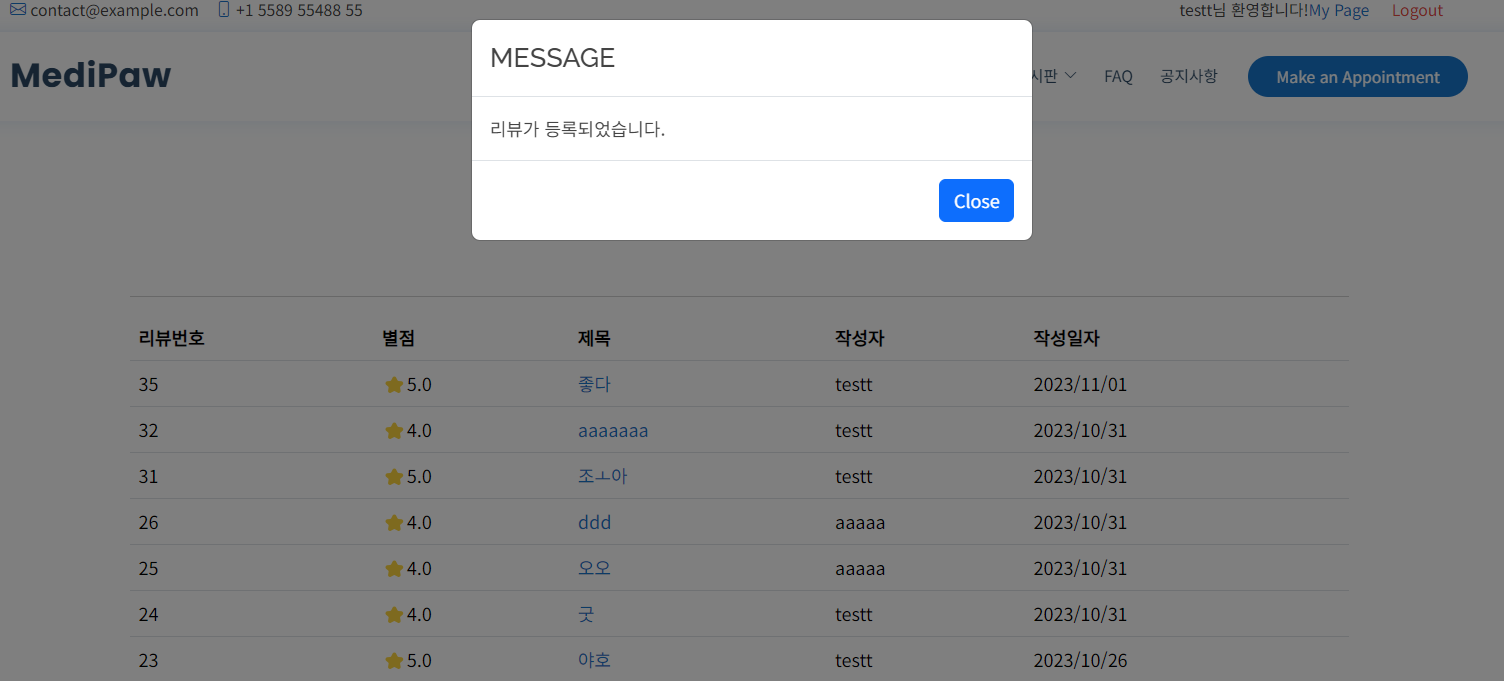 contact@example.com +1 5589 55488 55 testt님 환영합니다!My Page Logout
MESSAGE
MediPaw 시판 FAQ 공지사항 Make an Appointment
리뷰가 등록되었습니다.
Close
리뷰번호 별점 제목 작성자 작성일자
35 5.0 좋다 testt 2023/11/01
32 4.0 aaaaaaa testt 2023/10/31
31 5.0 조ㅗ아 testt 2023/10/31
26 4.0 ddd aaaaa 2023/10/31
25 4.0 오오 aaaaa 2023/10/31
24 4.0 굿 testt 2023/10/31
23 5.0 야호 testt 2023/10/26